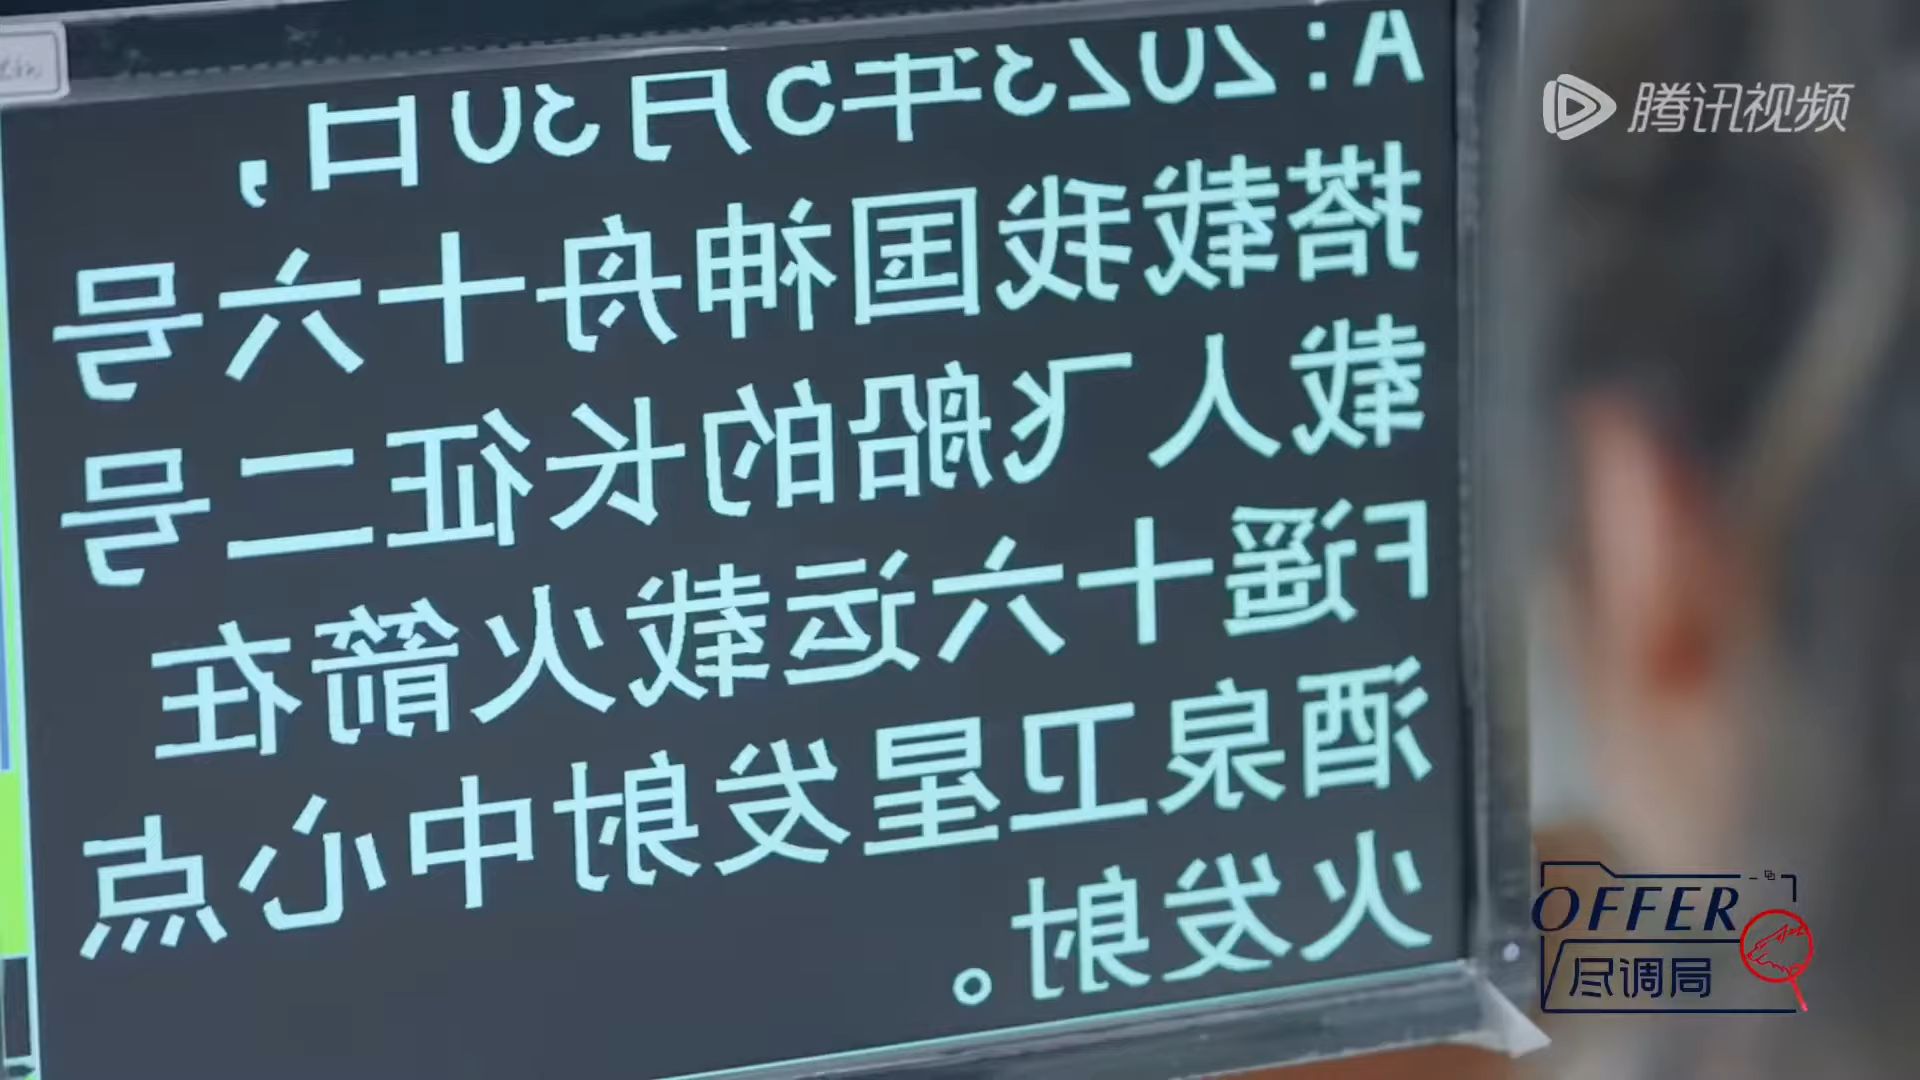 A:2023年5月30日，
搭载我国神舟十六号
载人飞船的长征二号
F遥十六运载火箭在
酒泉卫星发射中心点
火发射。
腾讯视频
OFFER
尽调局